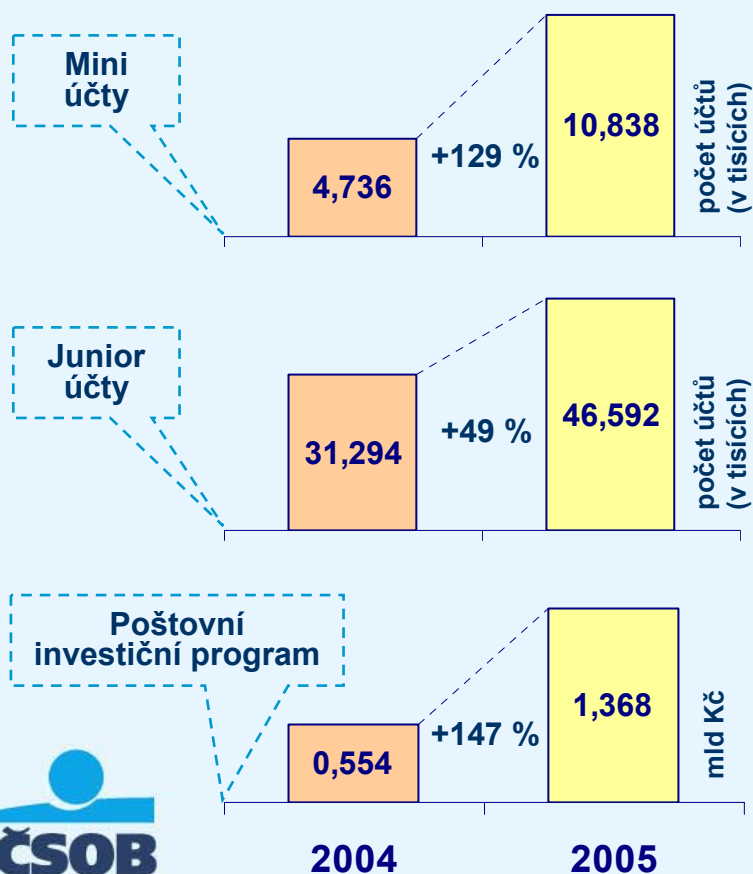 Mini
účty
4,736
+129 %
10,838
počet účtů
(v tisících)
Junior
účty
31,294
+49 %
46,592
počet účtů
(v tisících)
Poštovní
investiční program
0,554
+147 %
1,368
mld Kč
ČSOB
2004
2005